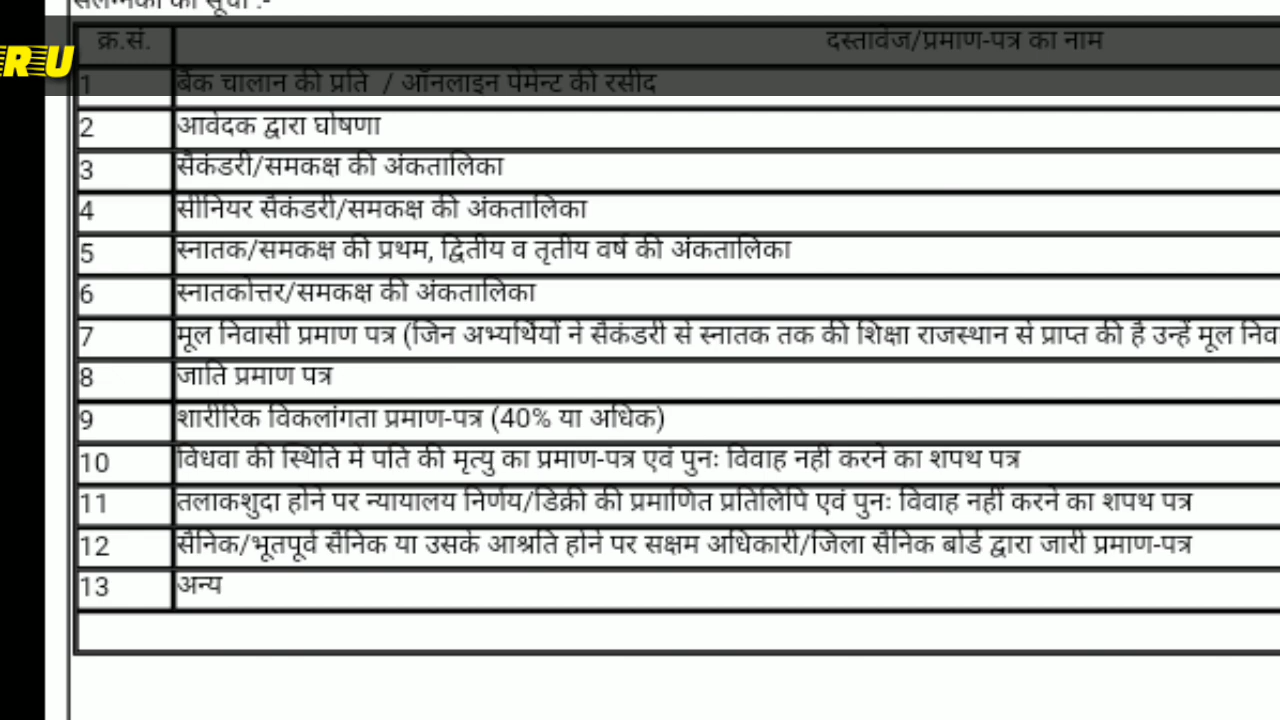 संलग्नकों की सूची :-
क्र.सं. दस्तावेज/प्रमाण-पत्र का नाम
RU
1 बैंक चालान की प्रति / ऑनलाइन पेमेन्ट की रसीद
2 आवेदक द्वारा घोषणा
3 सैकंडरी/समकक्ष की अंकतालिका
4 सीनियर सैकंडरी/समकक्ष की अंकतालिका
5 स्नातक/समकक्ष की प्रथम, द्वितीय व तृतीय वर्ष की अंकतालिका
6 स्नातकोत्तर/समकक्ष की अंकतालिका
7 मूल निवासी प्रमाण पत्र (जिन अभ्यर्थियों ने सैकंडरी से स्नातक तक की शिक्षा राजस्थान से प्राप्त की है उन्हें मूल
8 जाति प्रमाण पत्र
9 शारीरिक विकलांगता प्रमाण-पत्र (40% या अधिक)
10 विधवा की स्थिति मे पति की मृत्यु का प्रमाण-पत्र एवं पुनः विवाह नहीं करने का शपथ पत्र
11 तलाकशुदा होने पर न्यायालय निर्णय/डिक्री की प्रमाणित प्रतिलिपि एवं पुनः विवाह नहीं करने का शपथ पत्र
12 सैनिक/भूतपूर्व सैनिक या उसके आश्रति होने पर सक्षम अधिकारी/जिला सैनिक बोर्ड द्वारा जारी प्रमाण-पत्र
13 अन्य